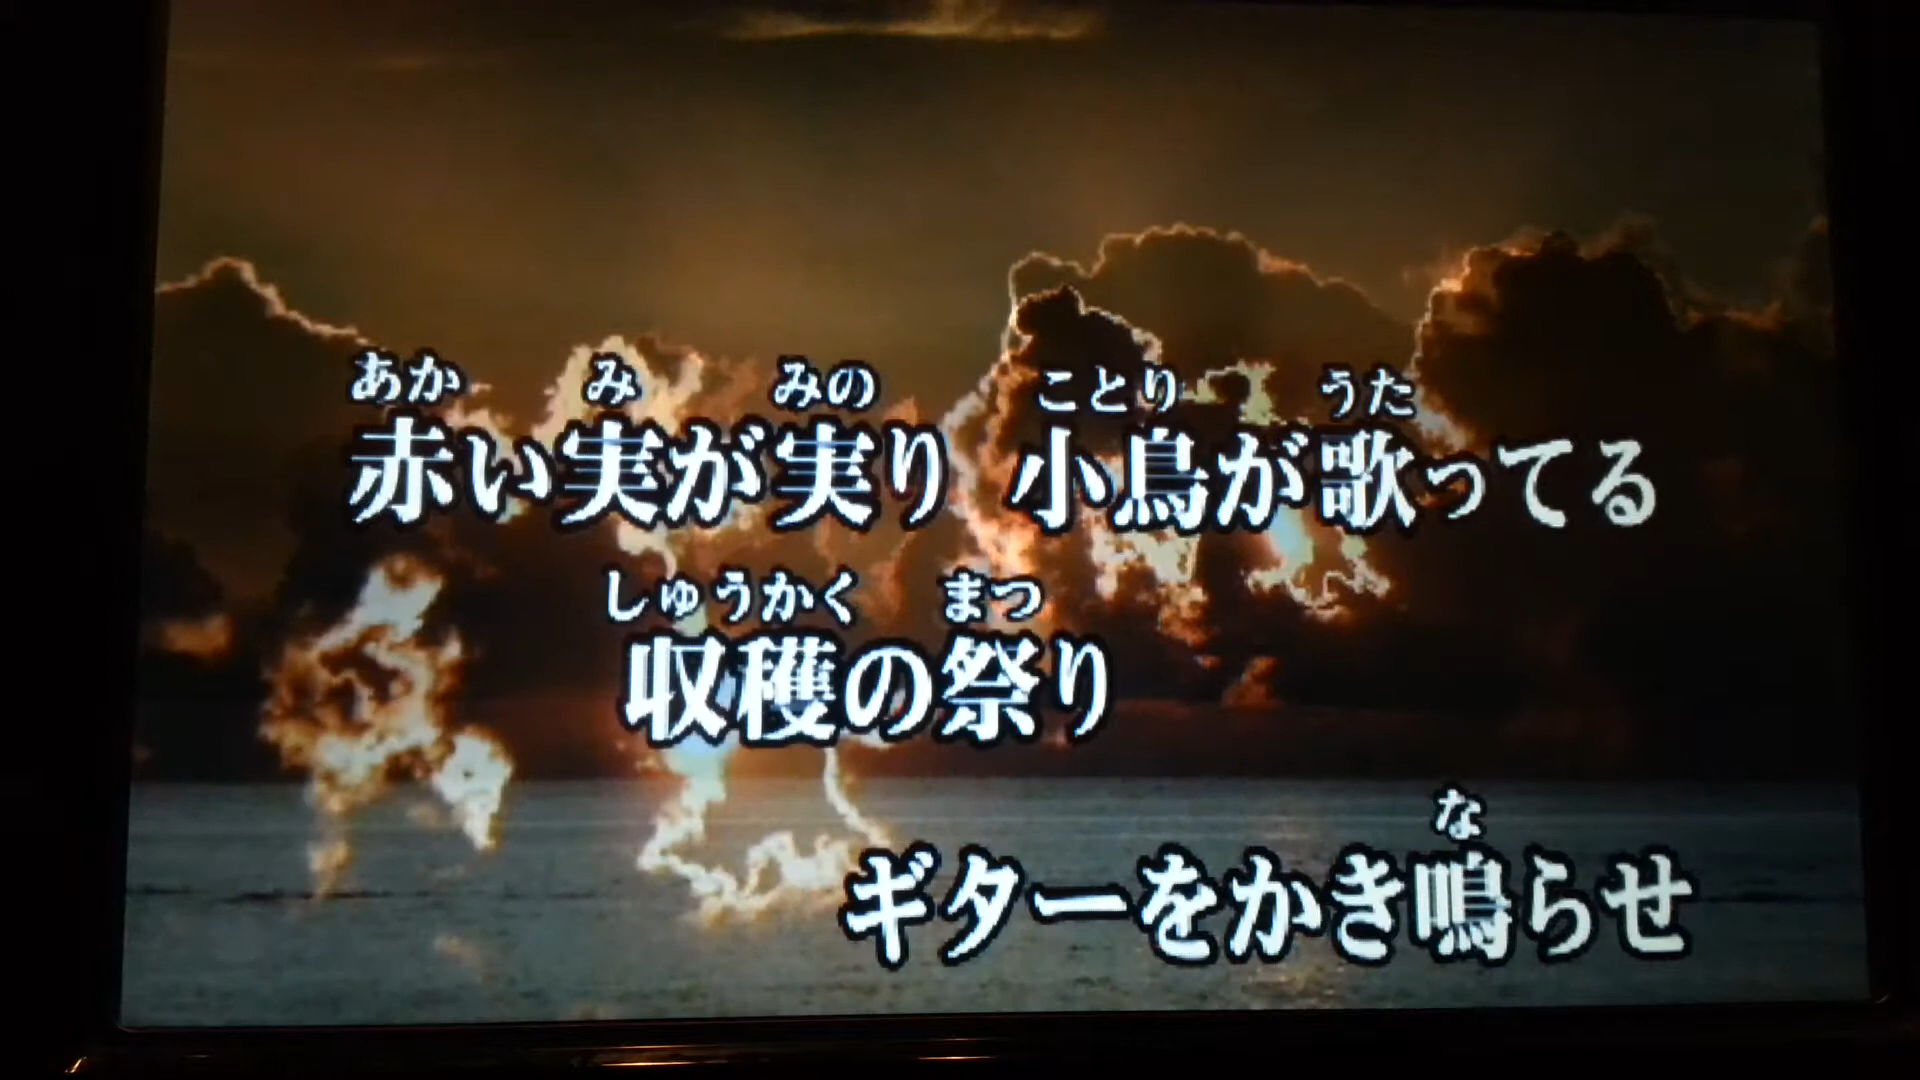 あか み みの ことり うた
赤い実が実り 小鳥が歌ってる
しゅうかく まつ
収穫の祭り
な
ギターをかき鳴らせ